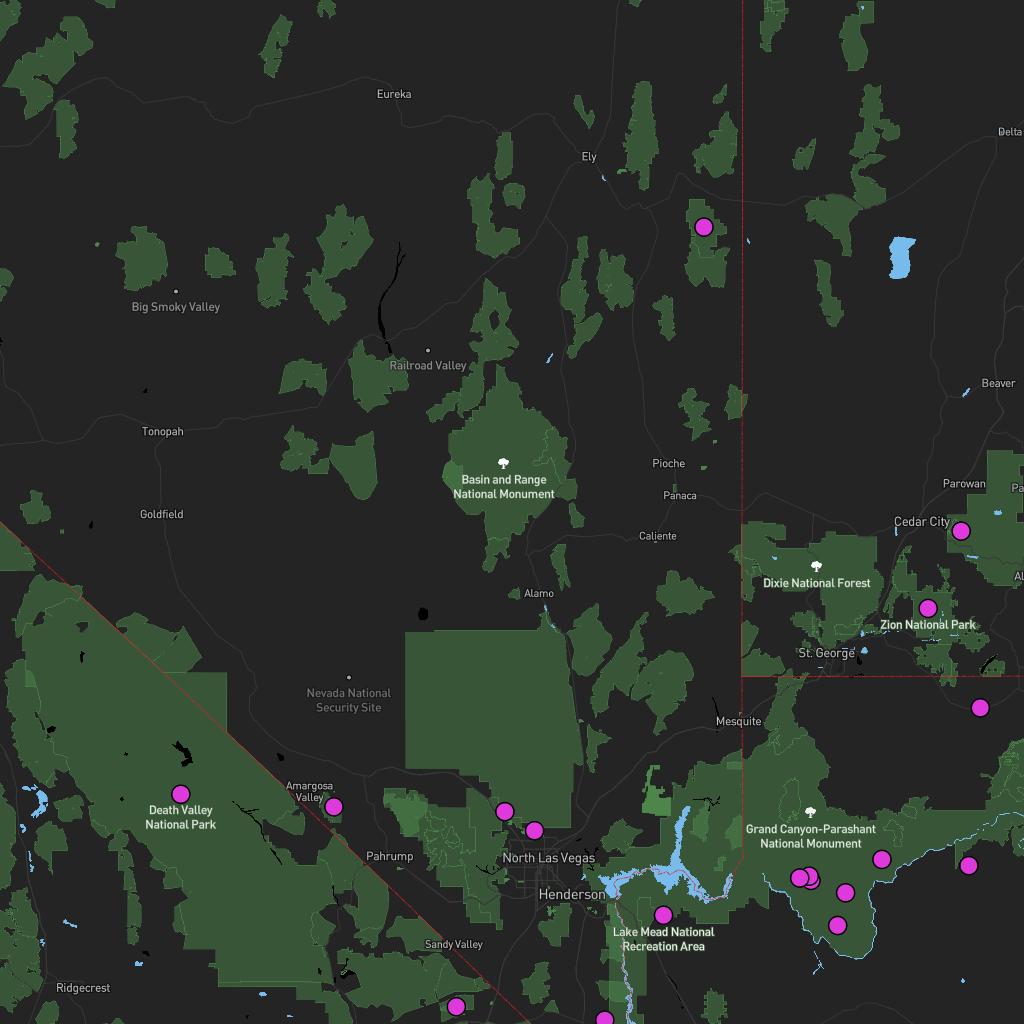 Eureka
Delta
Ely
Big Smoky Valley
Railroad Valley
Beaver
Tonopah
Pioche
Basin and Range
National Monument
Panaca
Parowan
Pa
Goldfield
Cedar City
Caliente
Al
Dixie National Forest
Alamo
Zion National Park
St. George
Nevada National
Security Site
Mesquite
Amargosa
Valley
Death Valley
National Park
Grand Canyon-Parashant
National Monument
Pahrump
North Las Vegas
Henderson
Lake Mead National
Recreation Area
Sandy Valley
Ridgecrest